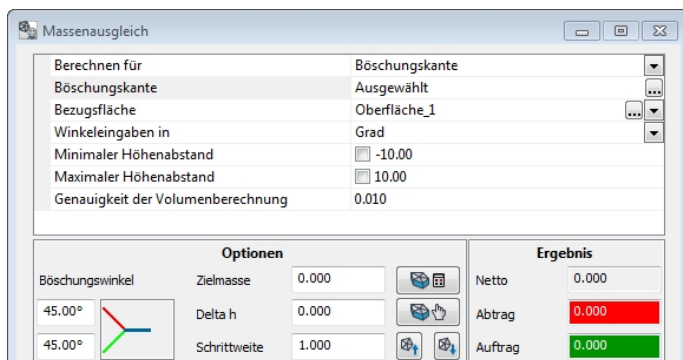 Massenausgleich
Berechnen für Böschungskante
Böschungskante Ausgewählt
Bezugsfläche Oberfläche_1
Winkeleingaben in Grad
Minimaler Höhenabstand -10.00
Maximaler Höhenabstand 10.00
Genauigkeit der Volumenberechnung 0.010
Optionen Ergebnis
Böschungswinkel Zielmasse 0.000 Netto 0.000
45.00° Delta h 0.000 Abtrag 0.000
45.00° Schrittweite 1.000 Auftrag 0.000